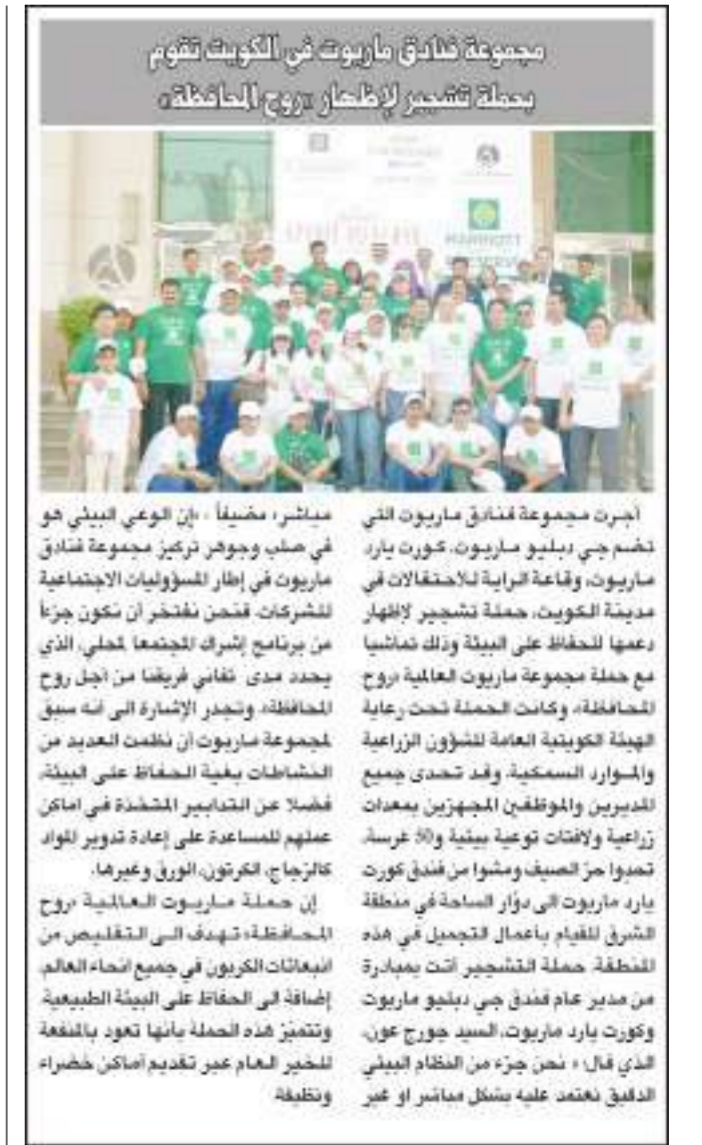 مجموعة فنادق ماريوت في الكويت تقوم
بحملة تشجير لإظهار «روح المحافظة»
MARRIOTT
أجرت مجموعة فنادق ماريوت التي
تضم جي دبليو ماريوت، كورت يارد
ماريوت، وقاعة الراية للاحتفالات في
مدينة الكويت، حملة تشجير لإظهار
دعمها للحفاظ على البيئة وذلك تماشيا
مع حملة مجموعة ماريوت العالمية «روح
المحافظة». وكانت الحملة تحت رعاية
الهيئة الكويتية العامة للشؤون الزراعية
والموارد السمكية. وقد تحدى جميع
المديرين والموظفين المجهزين بمعدات
زراعية ولافتات توعية بيئية و50 غرسة،
تحدوا حرّ الصيف ومشوا من فندق كورت
يارد ماريوت الى دوّار الساحة في منطقة
الشرق للقيام بأعمال التجميل في هذه
المنطقة. حملة التشجير أتت بمبادرة
من مدير عام فندق جي دبليو ماريوت
وكورت يارد ماريوت، السيد جورج عون،
الذي قال: « نحن جزء من النظام البيئي
الدقيق نعتمد عليه بشكل مباشر او غير
مباشر» مضيفاً : «إن الوعي البيئي هو
في صلب وجوهر تركيز مجموعة فنادق
ماريوت في إطار المسؤوليات الاجتماعية
للشركات. فنحن نفتخر أن نكون جزءاً
من برنامج إشراك المجتمعا لمحلي، الذي
يحدد مدى تفاني فريقنا من أجل روح
المحافظة». وتجدر الإشارة الى أنه سبق
لمجموعة ماريوت أن نظمت العديد من
النشاطات بغية الحفاظ على البيئة،
فضلا عن التدابير المتخذة في اماكن
عملهم للمساعدة على إعادة تدوير المواد
كالزجاج، الكرتون، الورق وغيرها.
إن حملة ماريوت العالمية «روح
المحافظة» تهدف الى التقليص من
انبعاثات الكربون في جميع انحاء العالم،
إضافة الى الحفاظ على البيئة الطبيعية.
وتتميّز هذه الحملة بأنها تعود بالمنفعة
للخير العام عبر تقديم أماكن خضراء
ونظيفة.